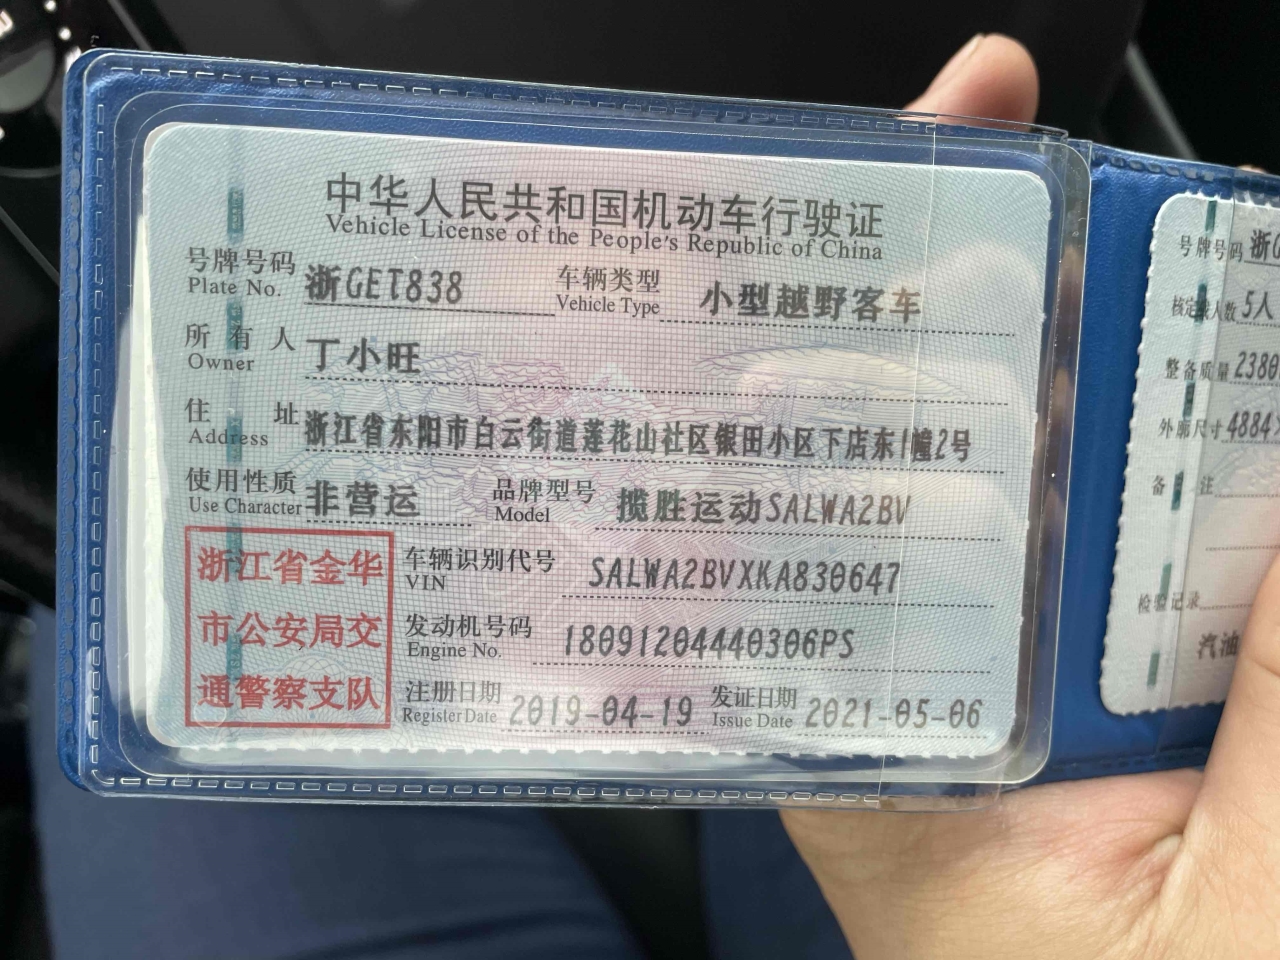 中华人民共和国机动车行驶证
Vehicle License of the People's Republic of China
号牌号码 浙GET838 车辆类型 小型越野客车
Plate No. Vehicle Type
所有人 丁小旺
Owner
住址 浙江省东阳市白云街道莲花山社区银田小区下店东1幢2号
Address
使用性质 非营运 品牌型号 揽胜运动SALWA2BV
Use Character Model
浙江省金华
市公安局交
通警察支队
车辆识别代号 SALWA2BVXKA830647
VIN
发动机号码 18091204440306PS
Engine No.
注册日期 2019-04-19 发证日期 2021-05-06
Register Date Issue Date
号牌号码 浙G
核定载人数 5人
整备质量 2380
外廓尺寸 4884X
备注
检验记录
汽油